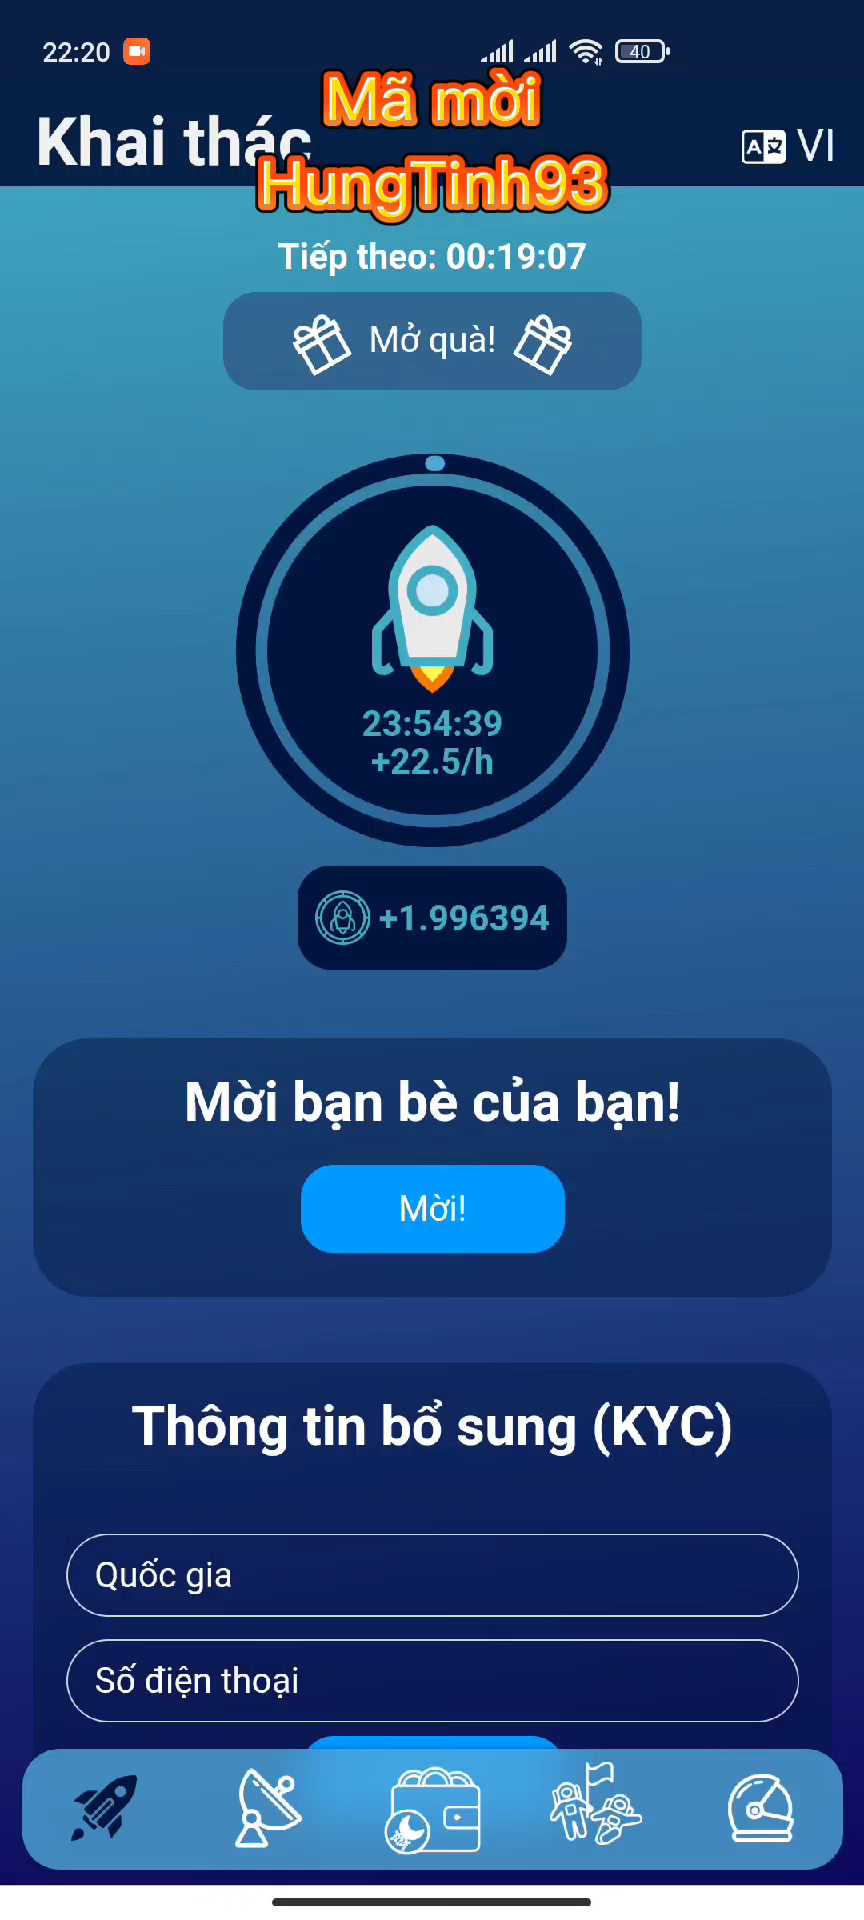 22:20
40
Mã mời
Khai thác
VI
HungTinh93
Tiếp theo: 00:19:07
Mở quà!
23:54:39
+22.5/h
+1.996394
Mời bạn bè của bạn!
Mời!
Thông tin bổ sung (KYC)
Quốc gia
Số điện thoại